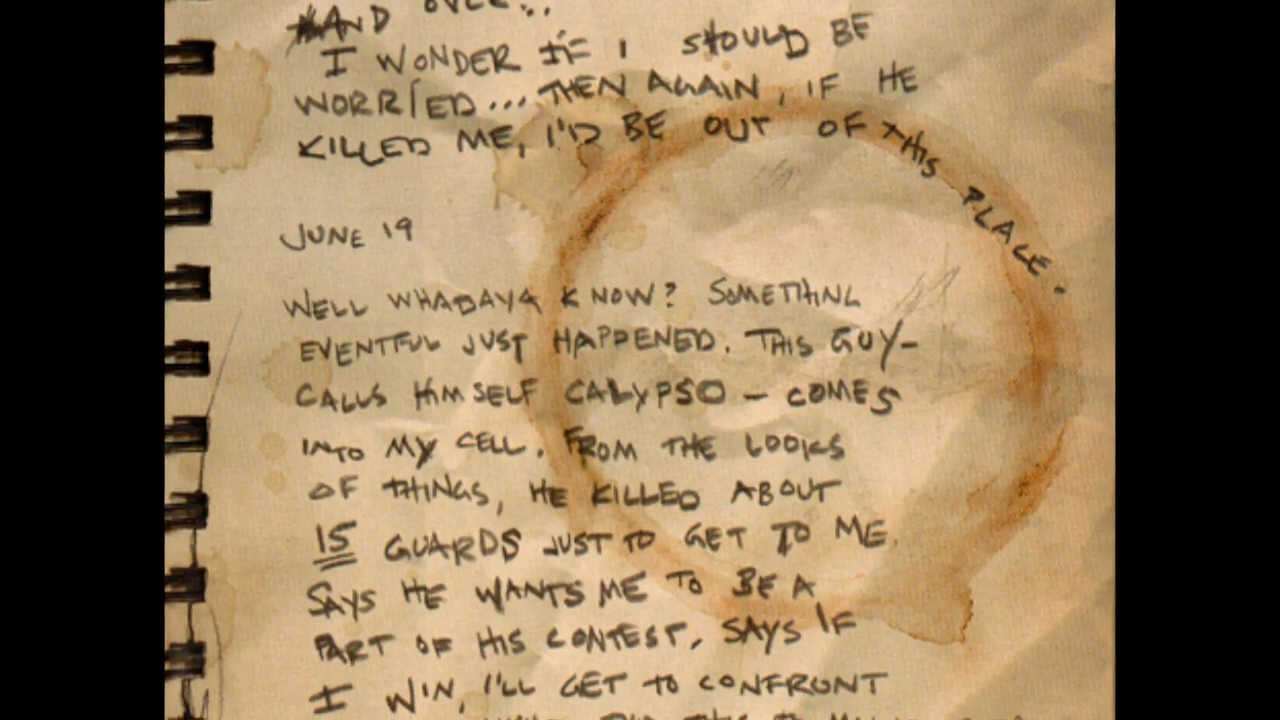 AND OVER...
I WONDER IF I SHOULD BE
WORRIED... THEN AGAIN, IF HE
KILLED ME, I'D BE OUT OF THIS PLACE.
JUNE 19
WELL WHADAYA KNOW? SOMETHING
EVENTFUL JUST HAPPENED. THIS GUY-
CALLS HIMSELF CALYPSO - COMES
INTO MY CELL. FROM THE LOOKS
OF THINGS, HE KILLED ABOUT
15 GUARDS JUST TO GET TO ME.
SAYS HE WANTS ME TO BE A
PART OF HIS CONTEST, SAYS IF
I WIN, I'LL GET TO CONFRONT